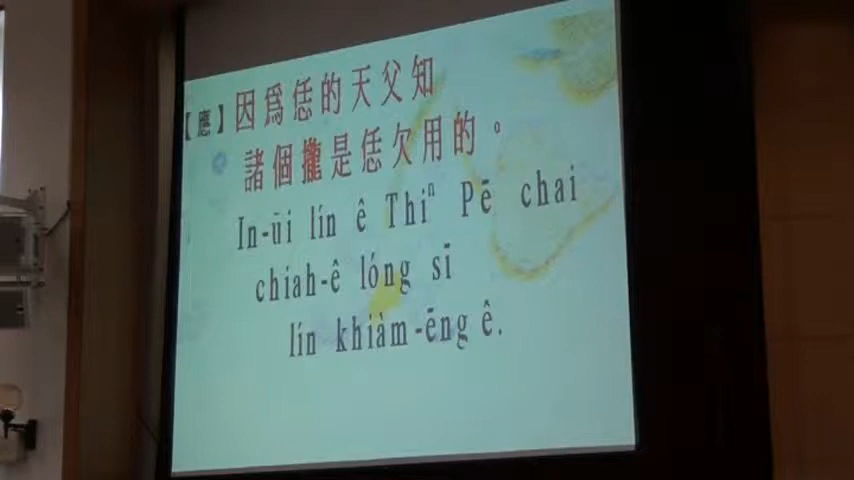 【應】因為恁的天父知
諸個攏是恁欠用的。
In-ūi lín ê Thiⁿ Pē chai
chiah-ê lóng sī
lín khiàm-ēng ê.